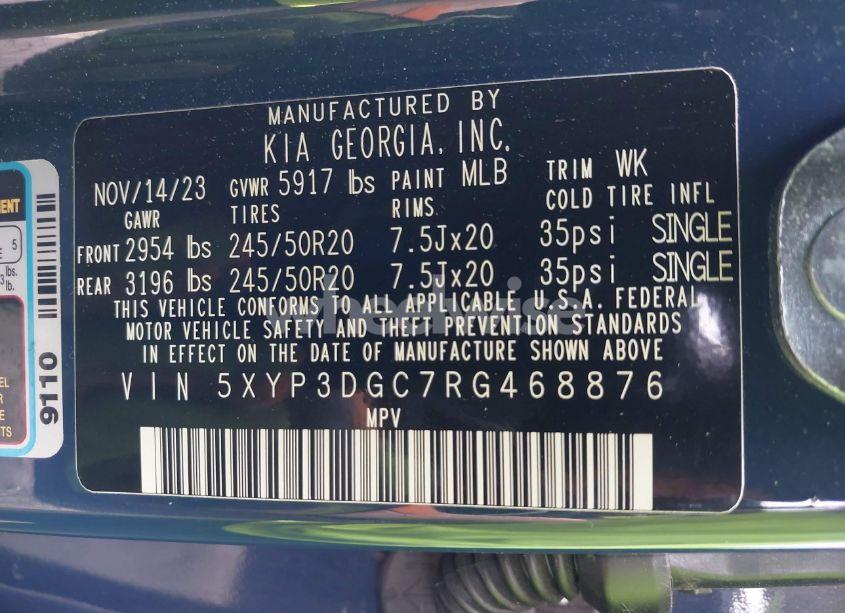 MANUFACTURED BY
KIA GEORGIA, INC.
NOV/14/23 GVWR 5917 lbs PAINT MLB TRIM WK
GAWR TIRES RIMS COLD TIRE INFL
FRONT 2954 lbs 245/50R20 7.5Jx20 35psi SINGLE
REAR 3196 lbs 245/50R20 7.5Jx20 35psi SINGLE
THIS VEHICLE CONFORMS TO ALL APPLICABLE U.S.A. FEDERAL
MOTOR VEHICLE SAFETY AND THEFT PREVENTION STANDARDS
IN EFFECT ON THE DATE OF MANUFACTURE SHOWN ABOVE
VIN 5XYP3DGC7RG468876
MPV
9110
5
lbs.
lb.